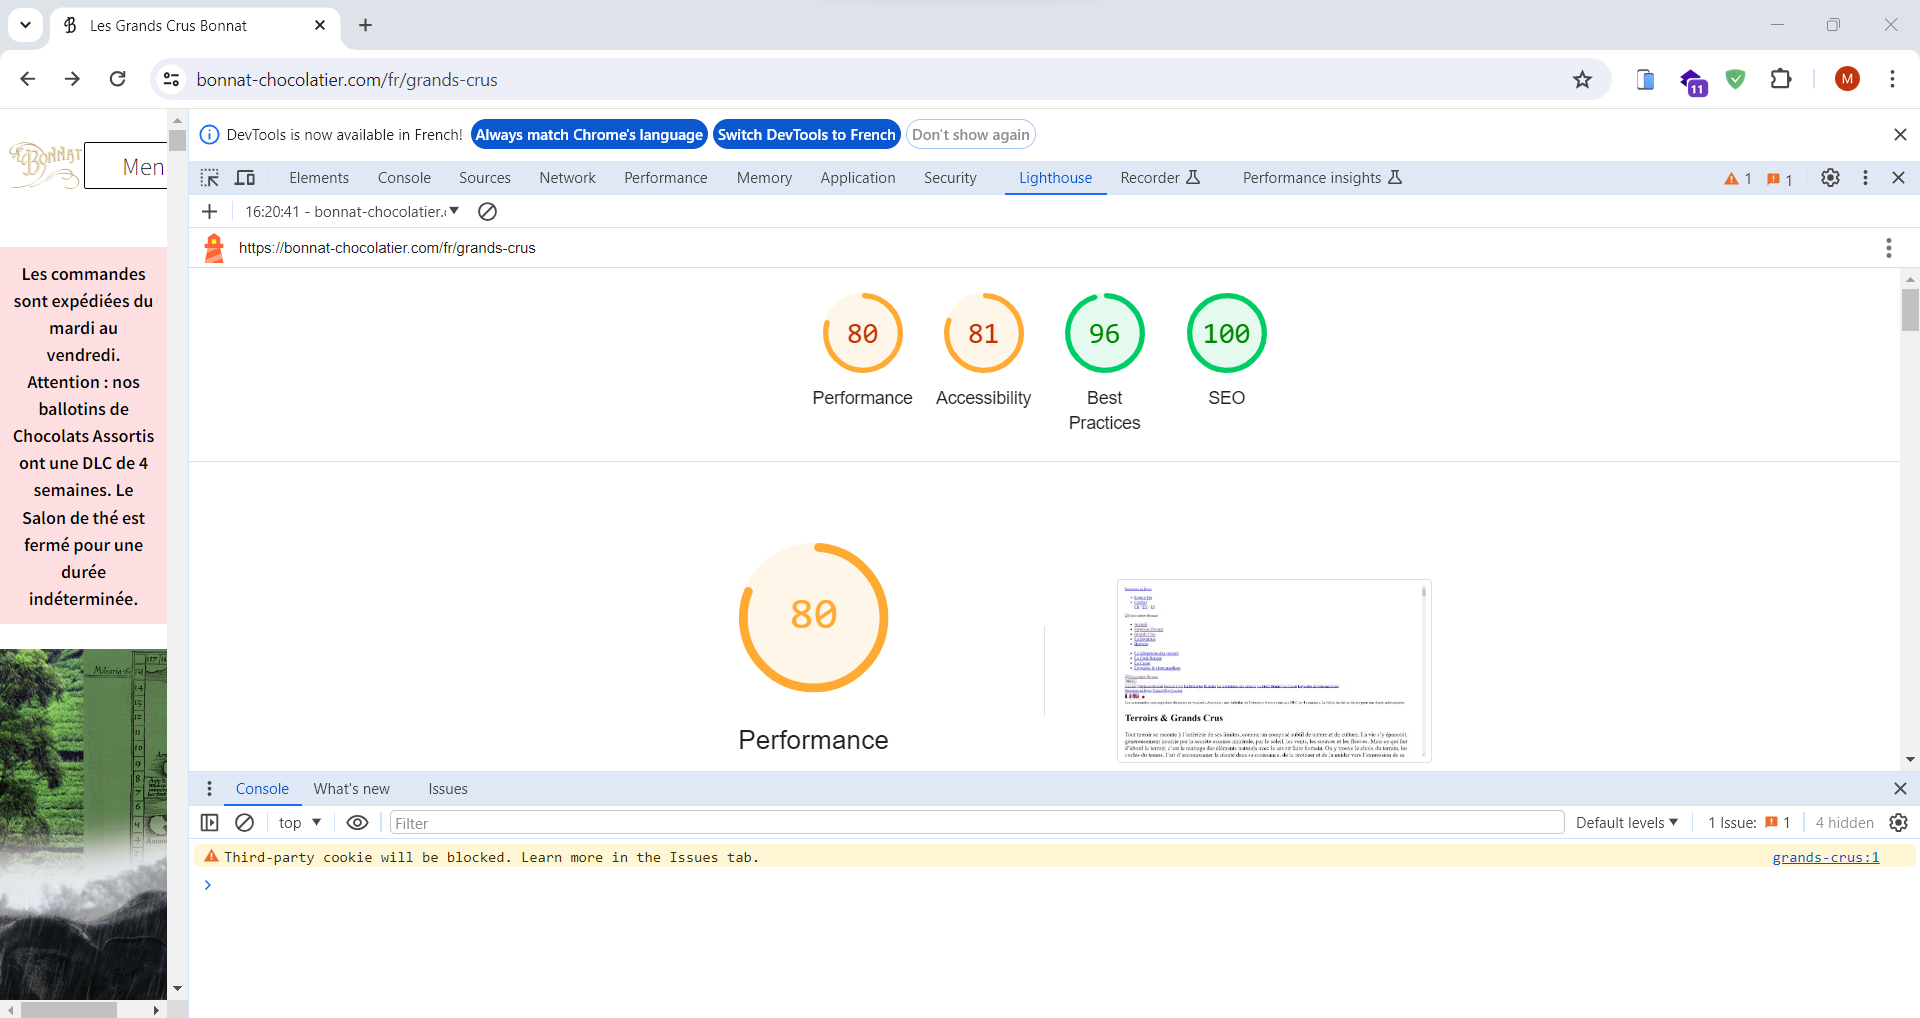 Les Grands Crus Bonnat
bonnat-chocolatier.com/fr/grands-crus
11
M
Bonnat
Men
Les commandes
sont expédiées du
mardi au
vendredi.
Attention : nos
ballotins de
Chocolats Assortis
ont une DLC de 4
semaines. Le
Salon de thé est
fermé pour une
durée
indéterminée.
DevTools is now available in French! Always match Chrome's language Switch DevTools to French Don't show again
Elements Console Sources Network Performance Memory Application Security Lighthouse Recorder Performance insights 1 1
16:20:41 - bonnat-chocolatier.
https://bonnat-chocolatier.com/fr/grands-crus
80 81 96 100
Performance Accessibility Best Practices SEO
80
Performance
Terroirs & Grands Crus
Console What's new Issues
top Filter Default levels 1 Issue: 1 4 hidden
Third-party cookie will be blocked. Learn more in the Issues tab. grands-crus:1